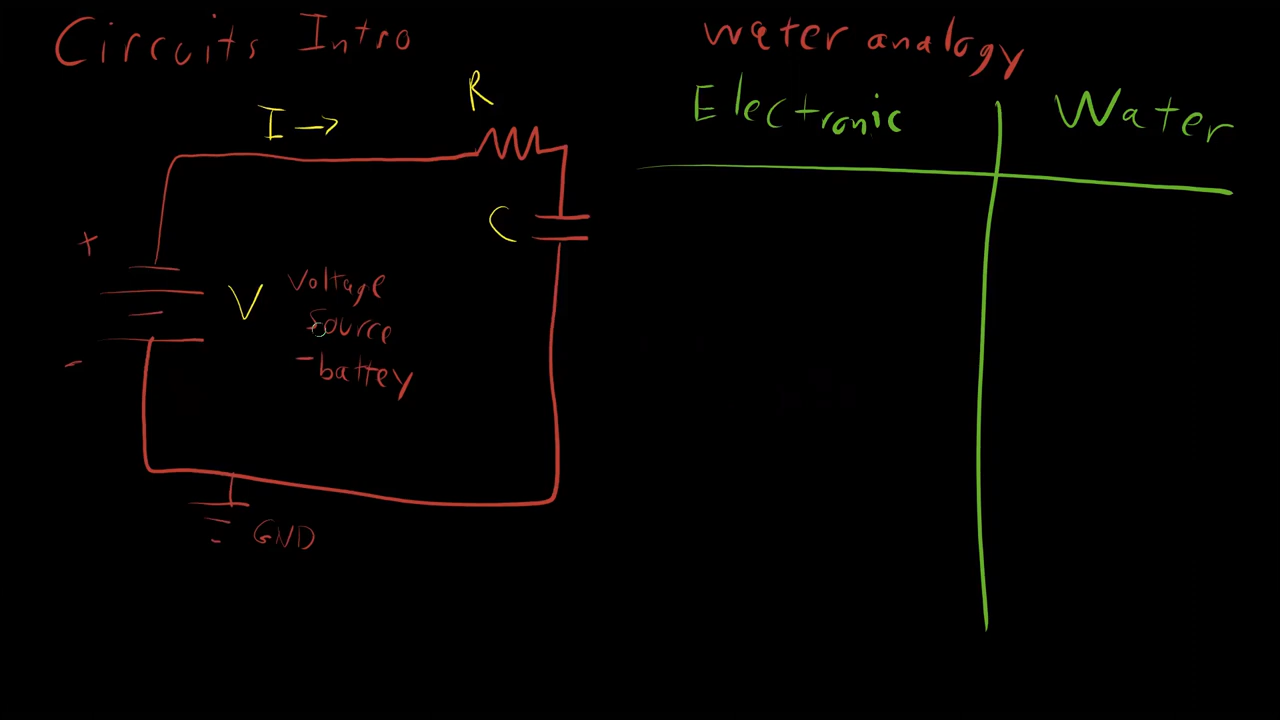 Circuits Intro
I →
R
C
+
-
V
Voltage
Source
- battey
GND
water analogy
Electronic
Water